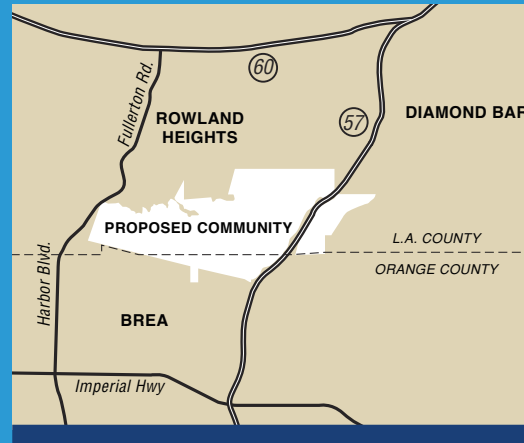 60
Fullerton Rd.
ROWLAND
HEIGHTS
57
DIAMOND BAR
PROPOSED COMMUNITY
L.A. COUNTY
ORANGE COUNTY
Harbor Blvd.
BREA
Imperial Hwy